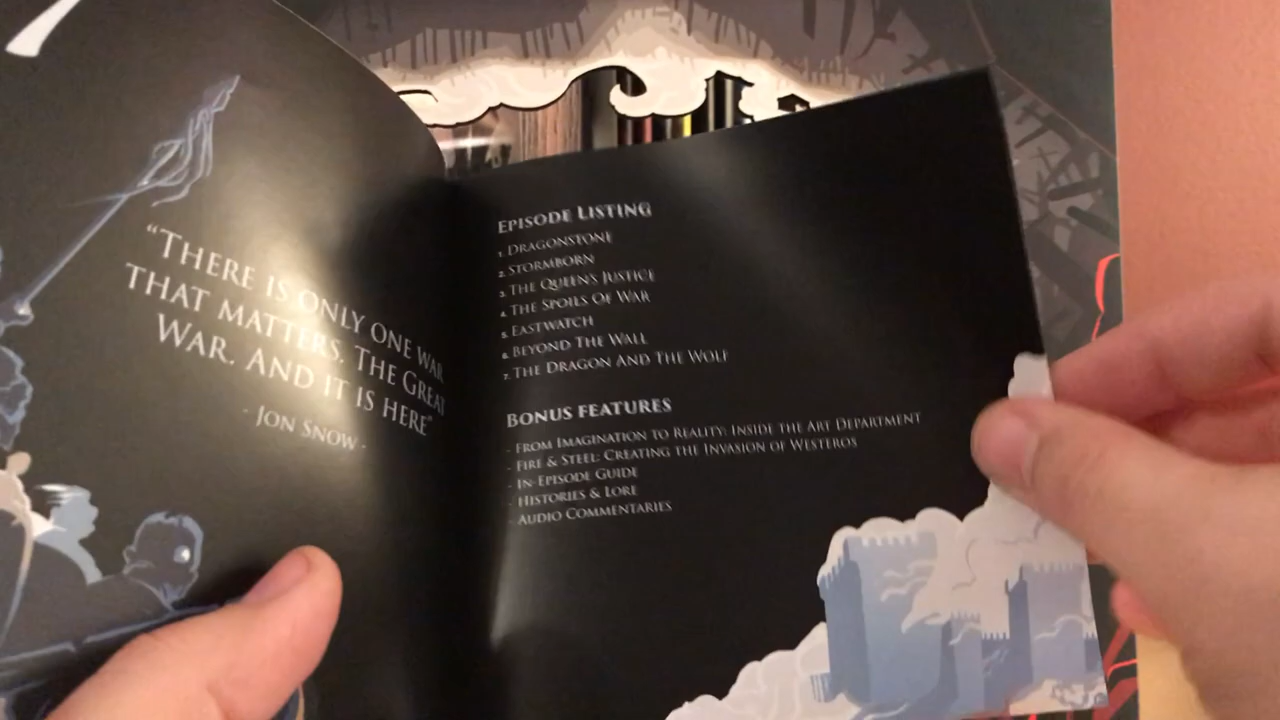 “There is only one war
that matters. The Great
War. And it is here”
- Jon Snow -
Episode Listing
1. Dragonstone
2. Stormborn
3. The Queen's Justice
4. The Spoils Of War
5. Eastwatch
6. Beyond The Wall
7. The Dragon And The Wolf
Bonus features
- From Imagination to Reality: Inside the Art Department
- Fire & Steel: Creating the Invasion of Westeros
- In-Episode Guide
- Histories & Lore
- Audio Commentaries